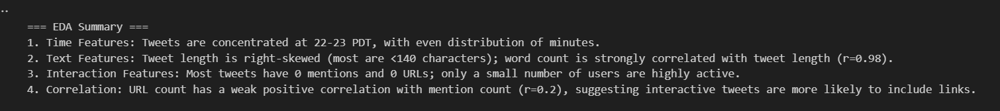 ..
=== EDA Summary ===
1. Time Features: Tweets are concentrated at 22-23 PDT, with even distribution of minutes.
2. Text Features: Tweet length is right-skewed (most are <140 characters); word count is strongly correlated with tweet length (r=0.98).
3. Interaction Features: Most tweets have 0 mentions and 0 URLs; only a small number of users are highly active.
4. Correlation: URL count has a weak positive correlation with mention count (r=0.2), suggesting interactive tweets are more likely to include links.